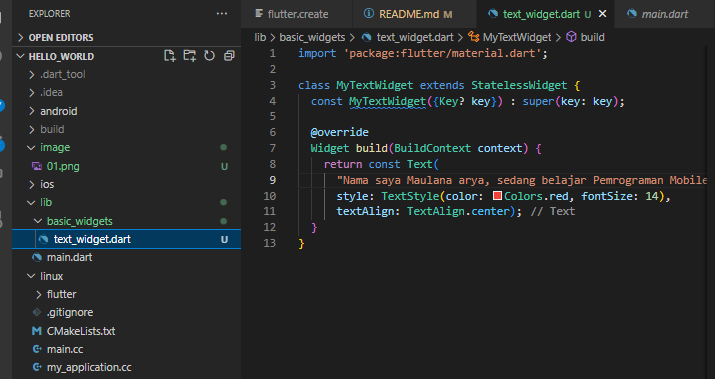 EXPLORER
OPEN EDITORS
HELLO_WORLD
.dart_tool
.idea
android
build
image
01.png U
ios
lib
basic_widgets
text_widget.dart U
main.dart
linux
flutter
.gitignore
CMakeLists.txt
main.cc
my_application.cc
flutter.create
README.md M
text_widget.dart U
main.dart
lib > basic_widgets > text_widget.dart > MyTextWidget > build
1 import 'package:flutter/material.dart';
2
3 class MyTextWidget extends StatelessWidget {
4 const MyTextWidget({Key? key}) : super(key: key);
5
6 @override
7 Widget build(BuildContext context) {
8 return const Text(
9 "Nama saya Maulana arya, sedang belajar Pemrograman Mobile
10 style: TextStyle(color: Colors.red, fontSize: 14),
11 textAlign: TextAlign.center); // Text
12 }
13 }